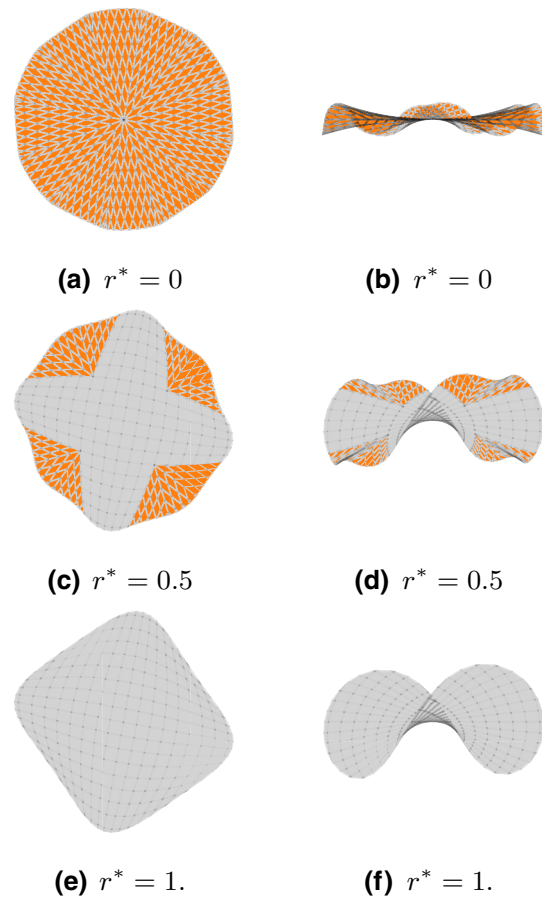 (a) r* = 0
(b) r* = 0
(c) r* = 0.5
(d) r* = 0.5
(e) r* = 1.
(f) r* = 1.